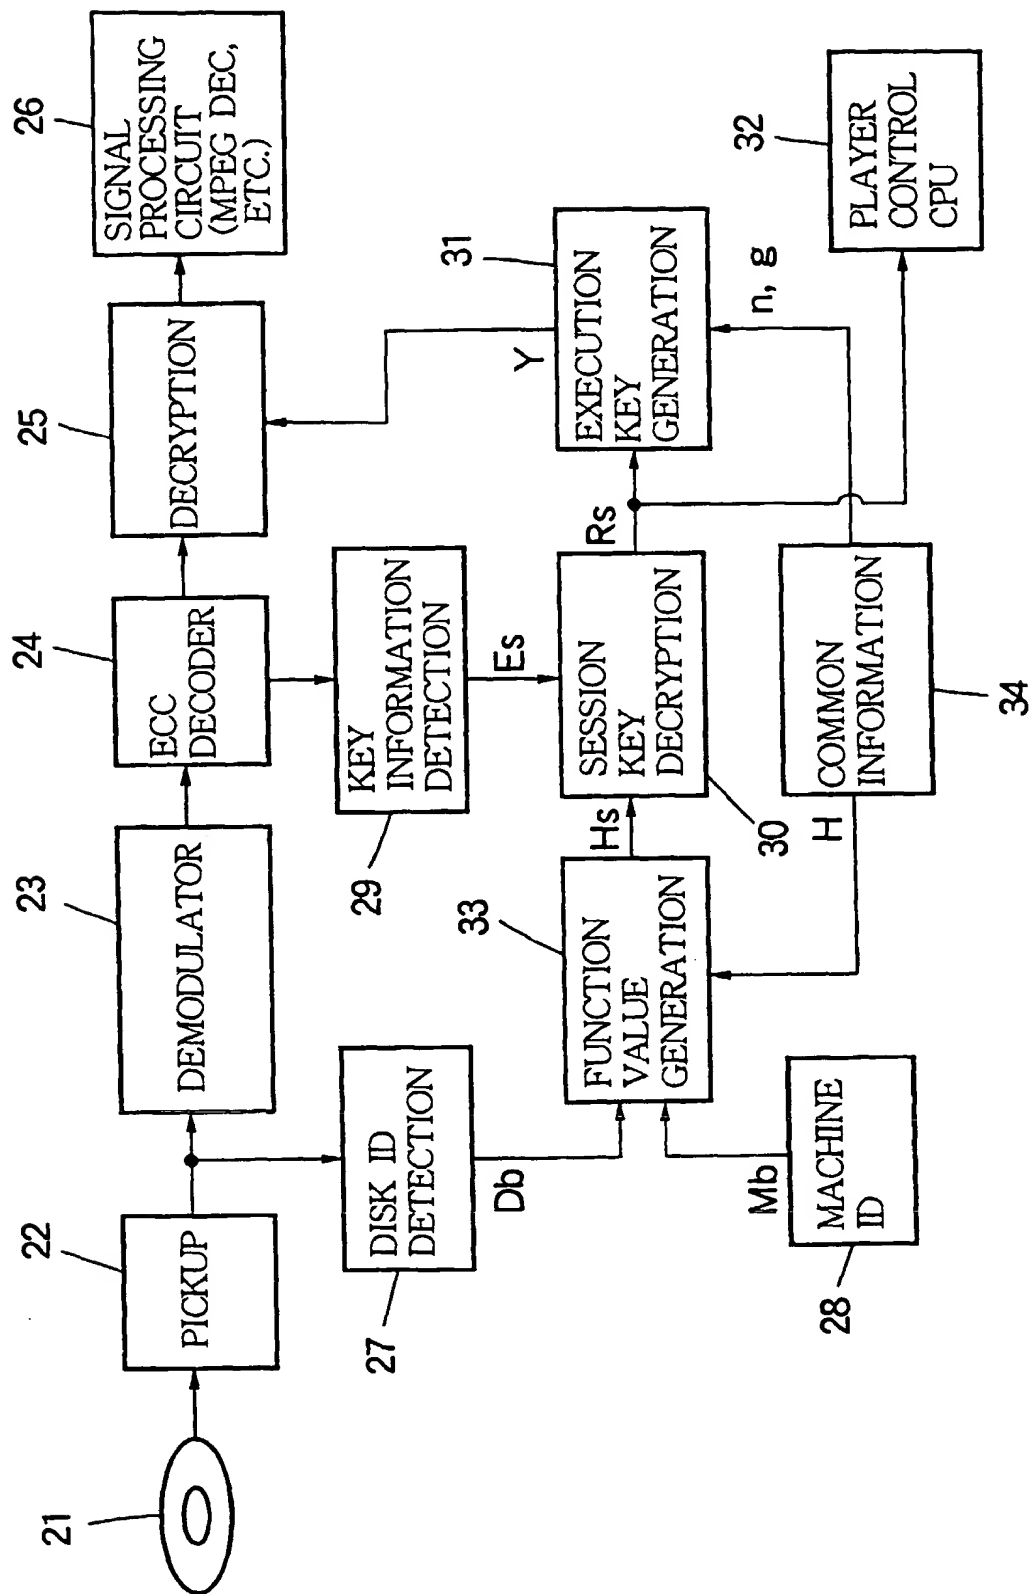 21
22
PICKUP
23
DEMODULATOR
24
ECC
DECODER
25
DECRYPTION
26
SIGNAL
PROCESSING
CIRCUIT
(MPEG DEC,
ETC.)
27
DISK ID
DETECTION
Db
29
KEY
INFORMATION
DETECTION
Es
Y
28
MACHINE
ID
Mb
33
FUNCTION
VALUE
GENERATION
Hs
30
SESSION
KEY
DECRYPTION
Rs
31
EXECUTION
KEY
GENERATION
n, g
H
34
COMMON
INFORMATION
32
PLAYER
CONTROL
CPU